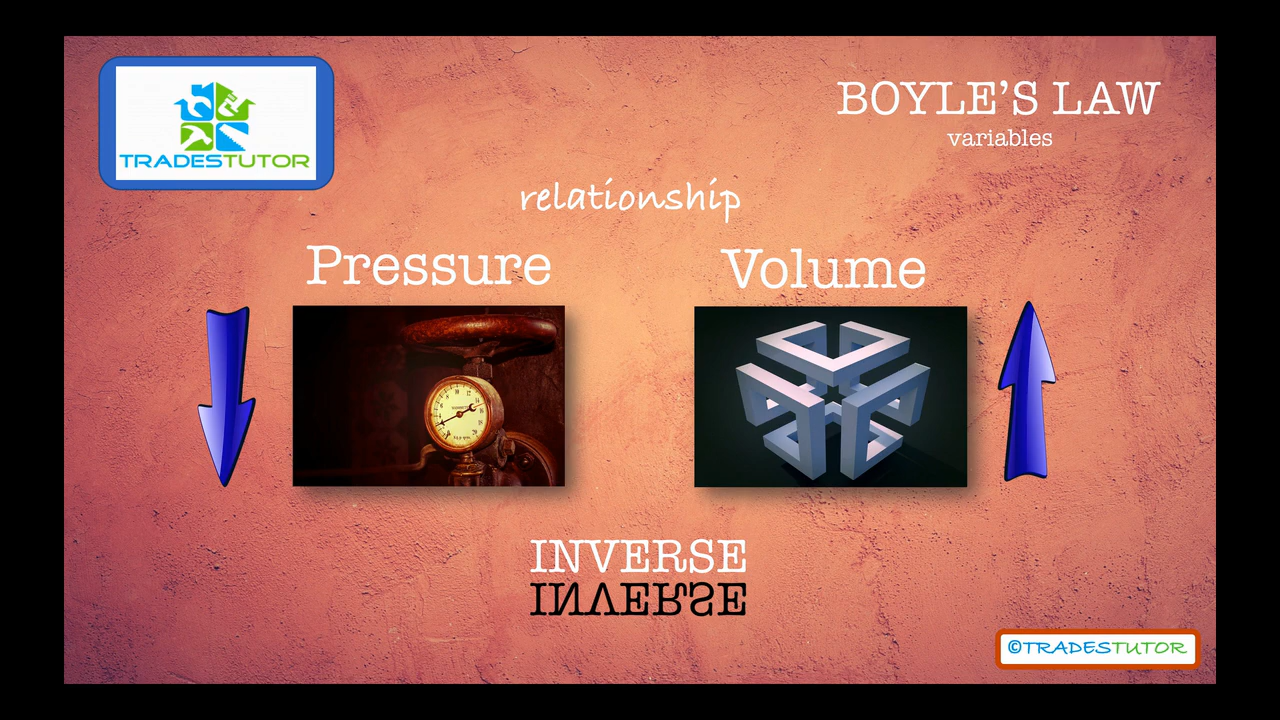 TRADESTUTOR
BOYLE'S LAW
variables
relationship
Pressure
Volume
INVERSE
INVERSE
©TRADESTUTOR